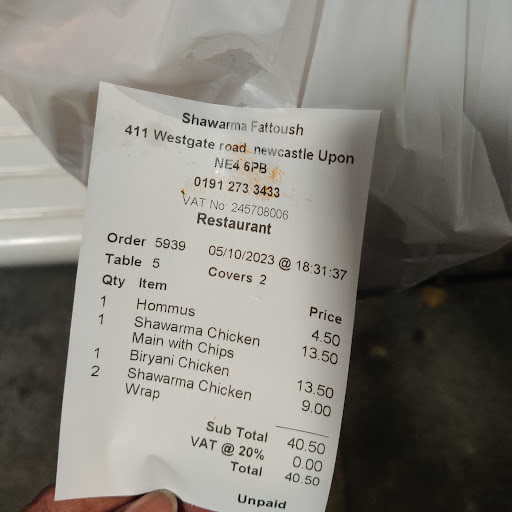 Shawarma Fattoush
411 Westgate road, newcastle Upon
NE4 6PB
0191 273 3433
VAT No 245708006
Restaurant
Order 5939 05/10/2023 @ 18:31:37
Table 5 Covers 2
Qty Item Price
1 Hommus 4.50
1 Shawarma Chicken 13.50
Main with Chips
1 Biryani Chicken 13.50
2 Shawarma Chicken 9.00
Wrap
Sub Total 40.50
VAT @ 20% 0.00
Total 40.50
Unpaid